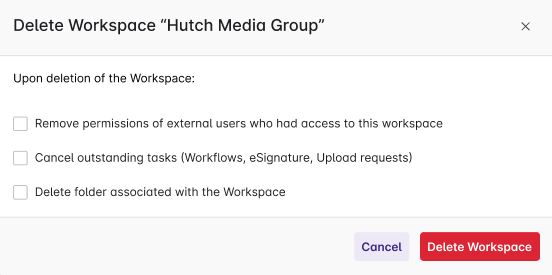 Delete Workspace “Hutch Media Group”
Upon deletion of the Workspace:
Remove permissions of external users who had access to this workspace
Cancel outstanding tasks (Workflows, eSignature, Upload requests)
Delete folder associated with the Workspace
Cancel
Delete Workspace